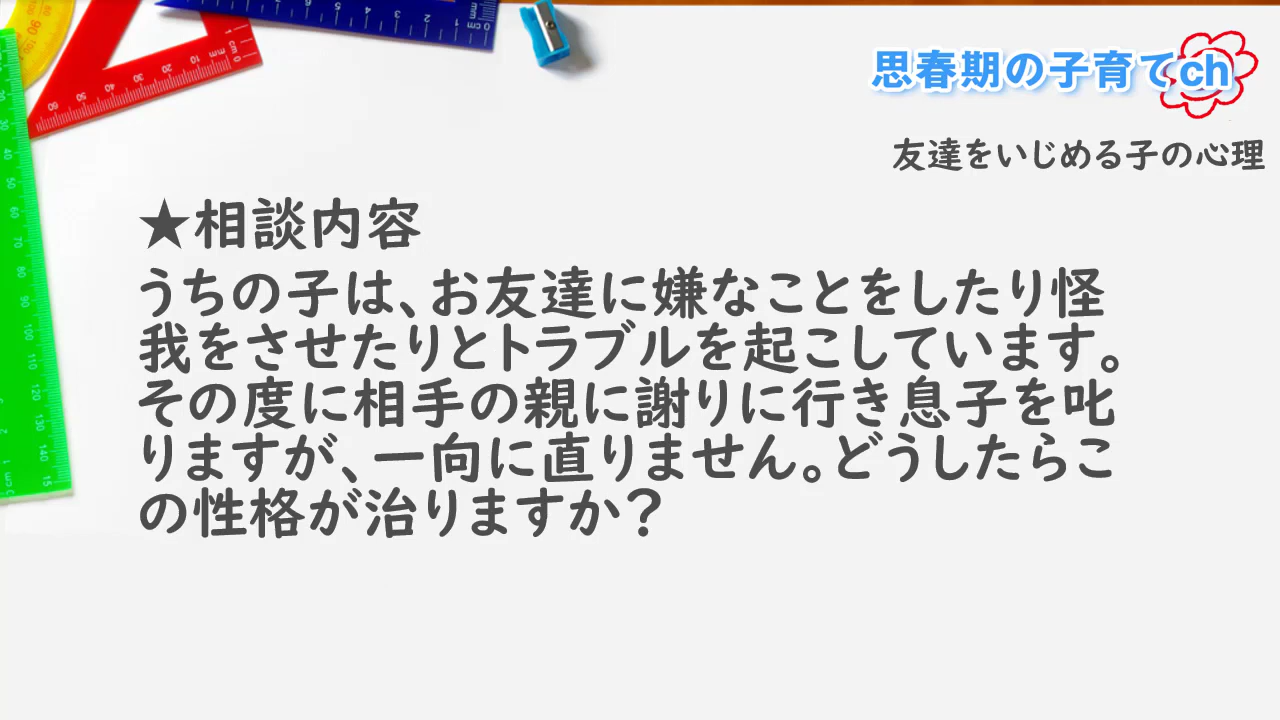 思春期の子育てch
友達をいじめる子の心理
★相談内容
うちの子は、お友達に嫌なことをしたり怪
我をさせたりとトラブルを起こしています。
その度に相手の親に謝りに行き息子を叱
りますが、一向に直りません。どうしたらこ
の性格が治りますか？